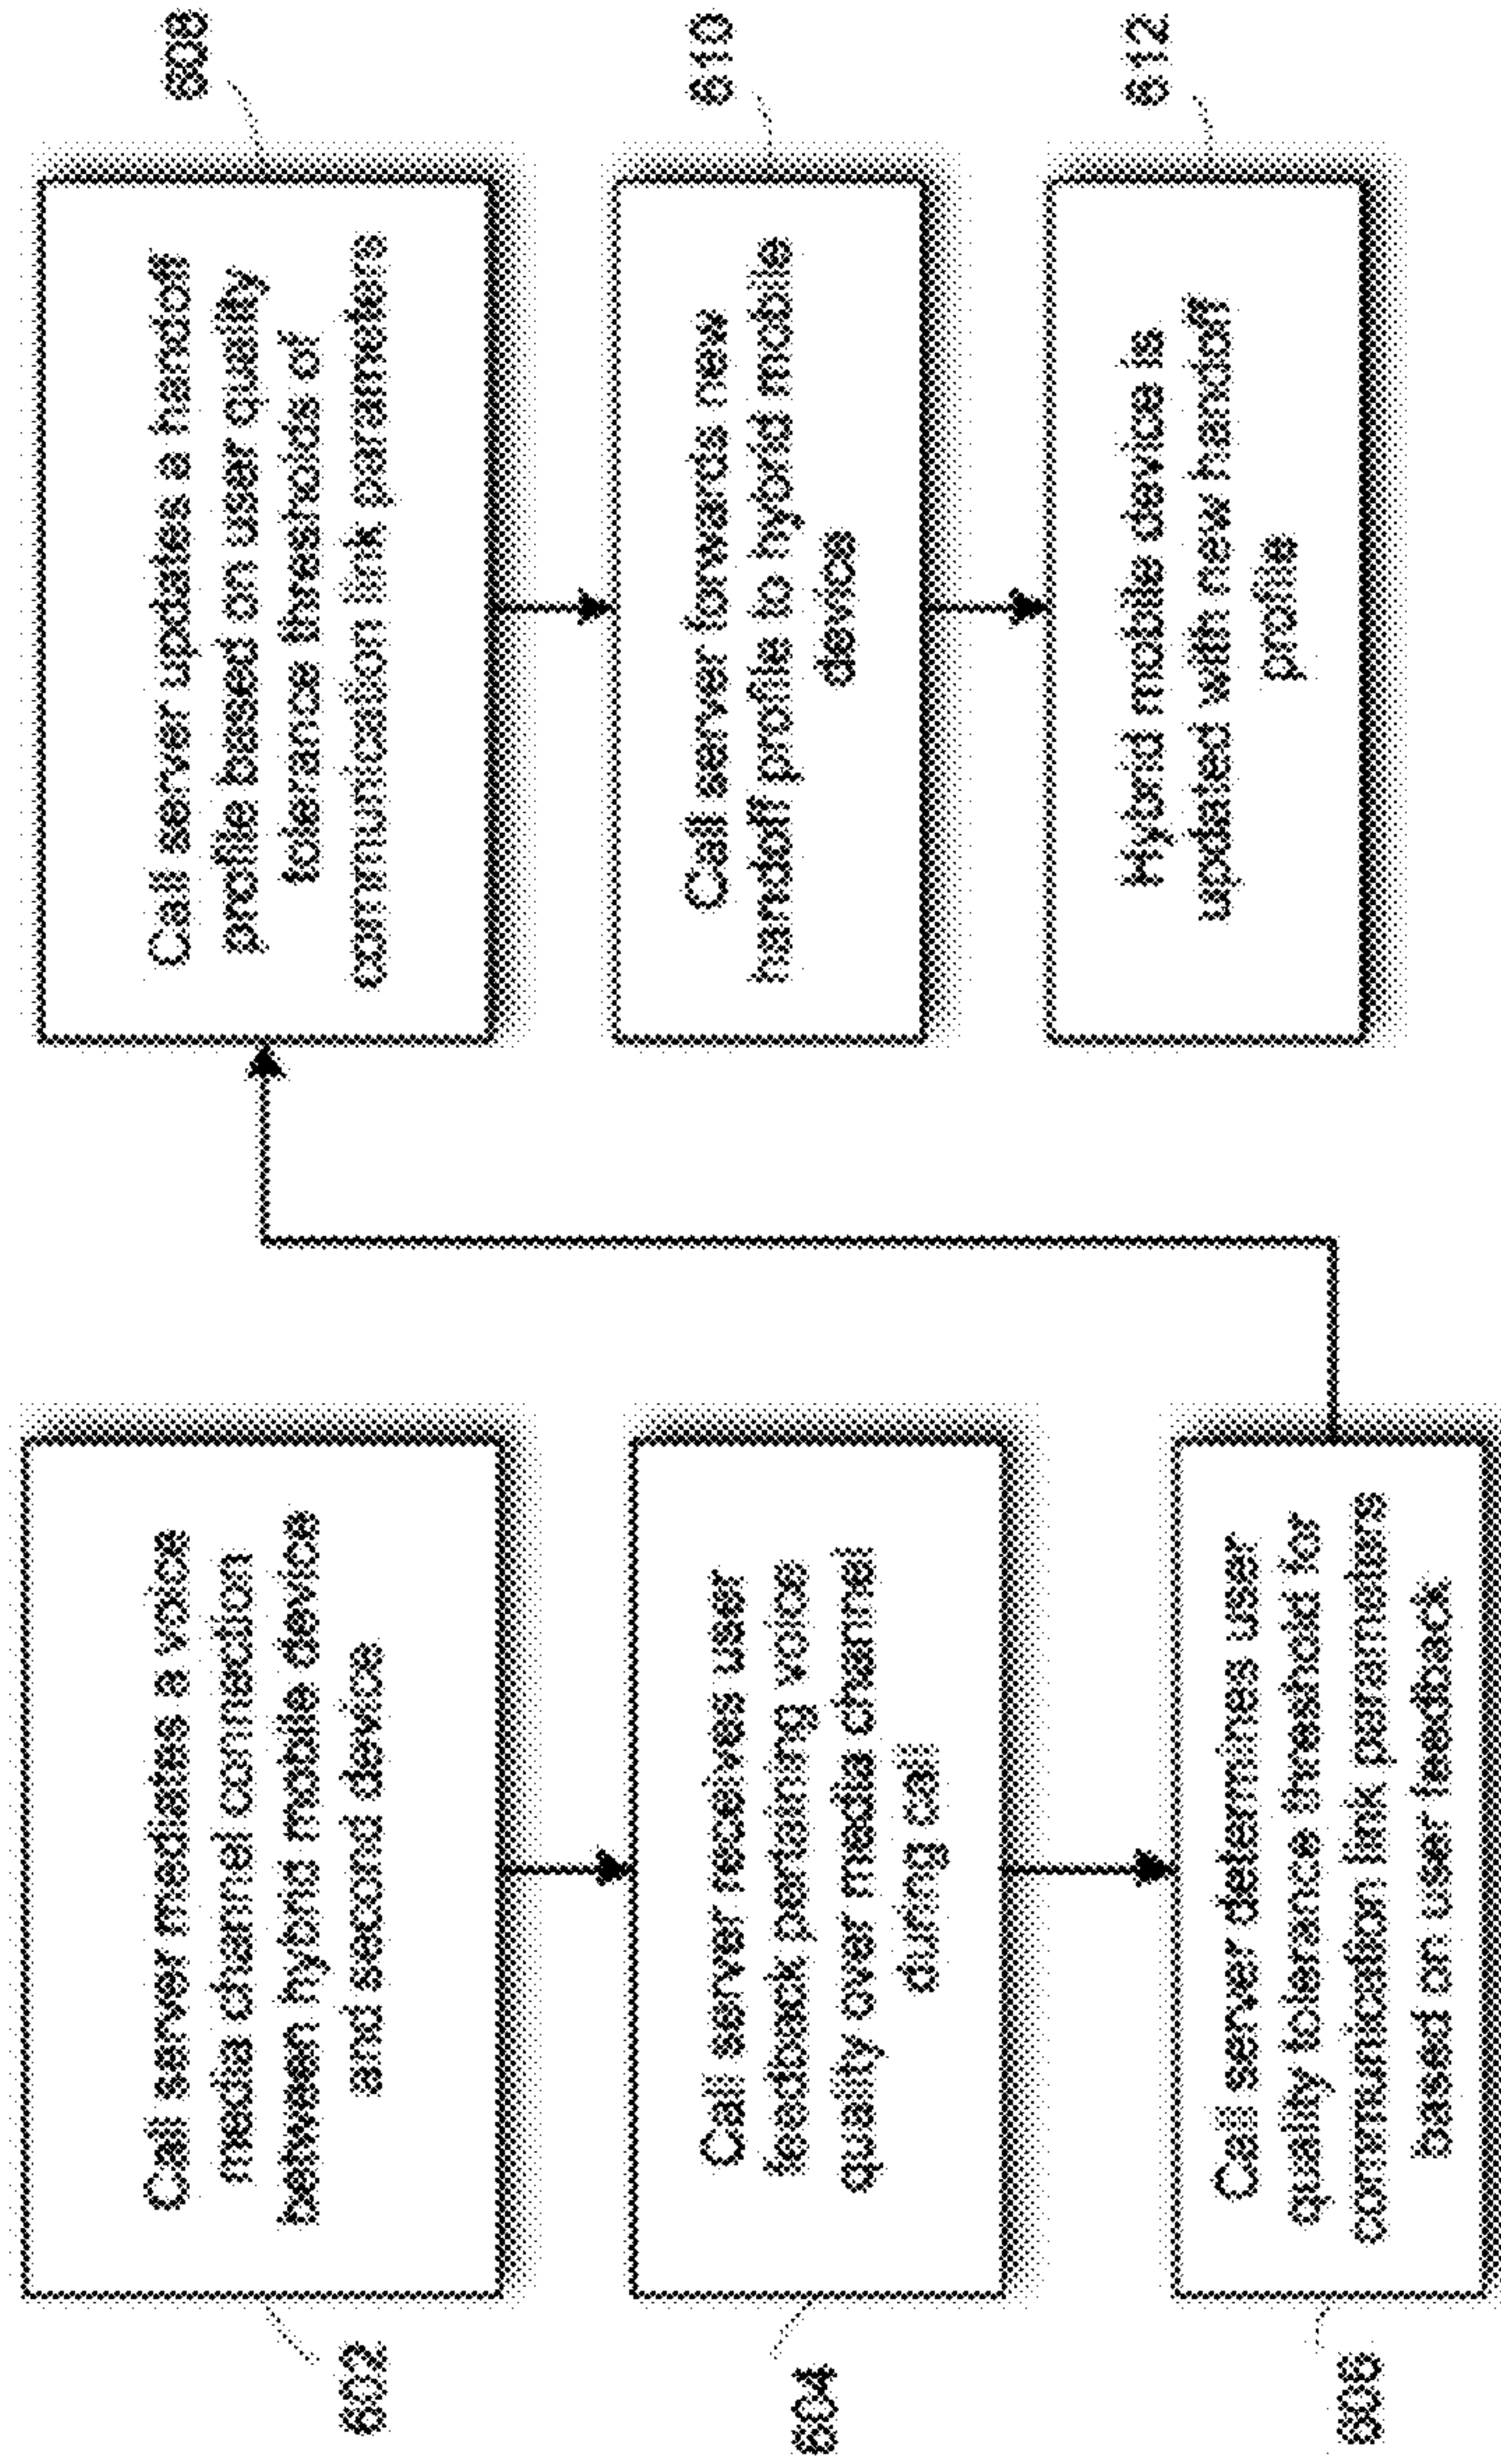 602
Call server mediates a voice
media channel connection
between hybrid mobile device
and second device
604
Call server receives user
feedback pertaining voice
quality over media channel
during call
606
Call server determines user
quality tolerance threshold for
communication link parameters
based on user feedback
608
Call server updates a handoff
profile based on user quality
tolerance thresholds of
communication link parameters
610
Call server forwards new
handoff profile to hybrid mobile
device
612
Hybrid mobile device is
updated with new handoff
profile